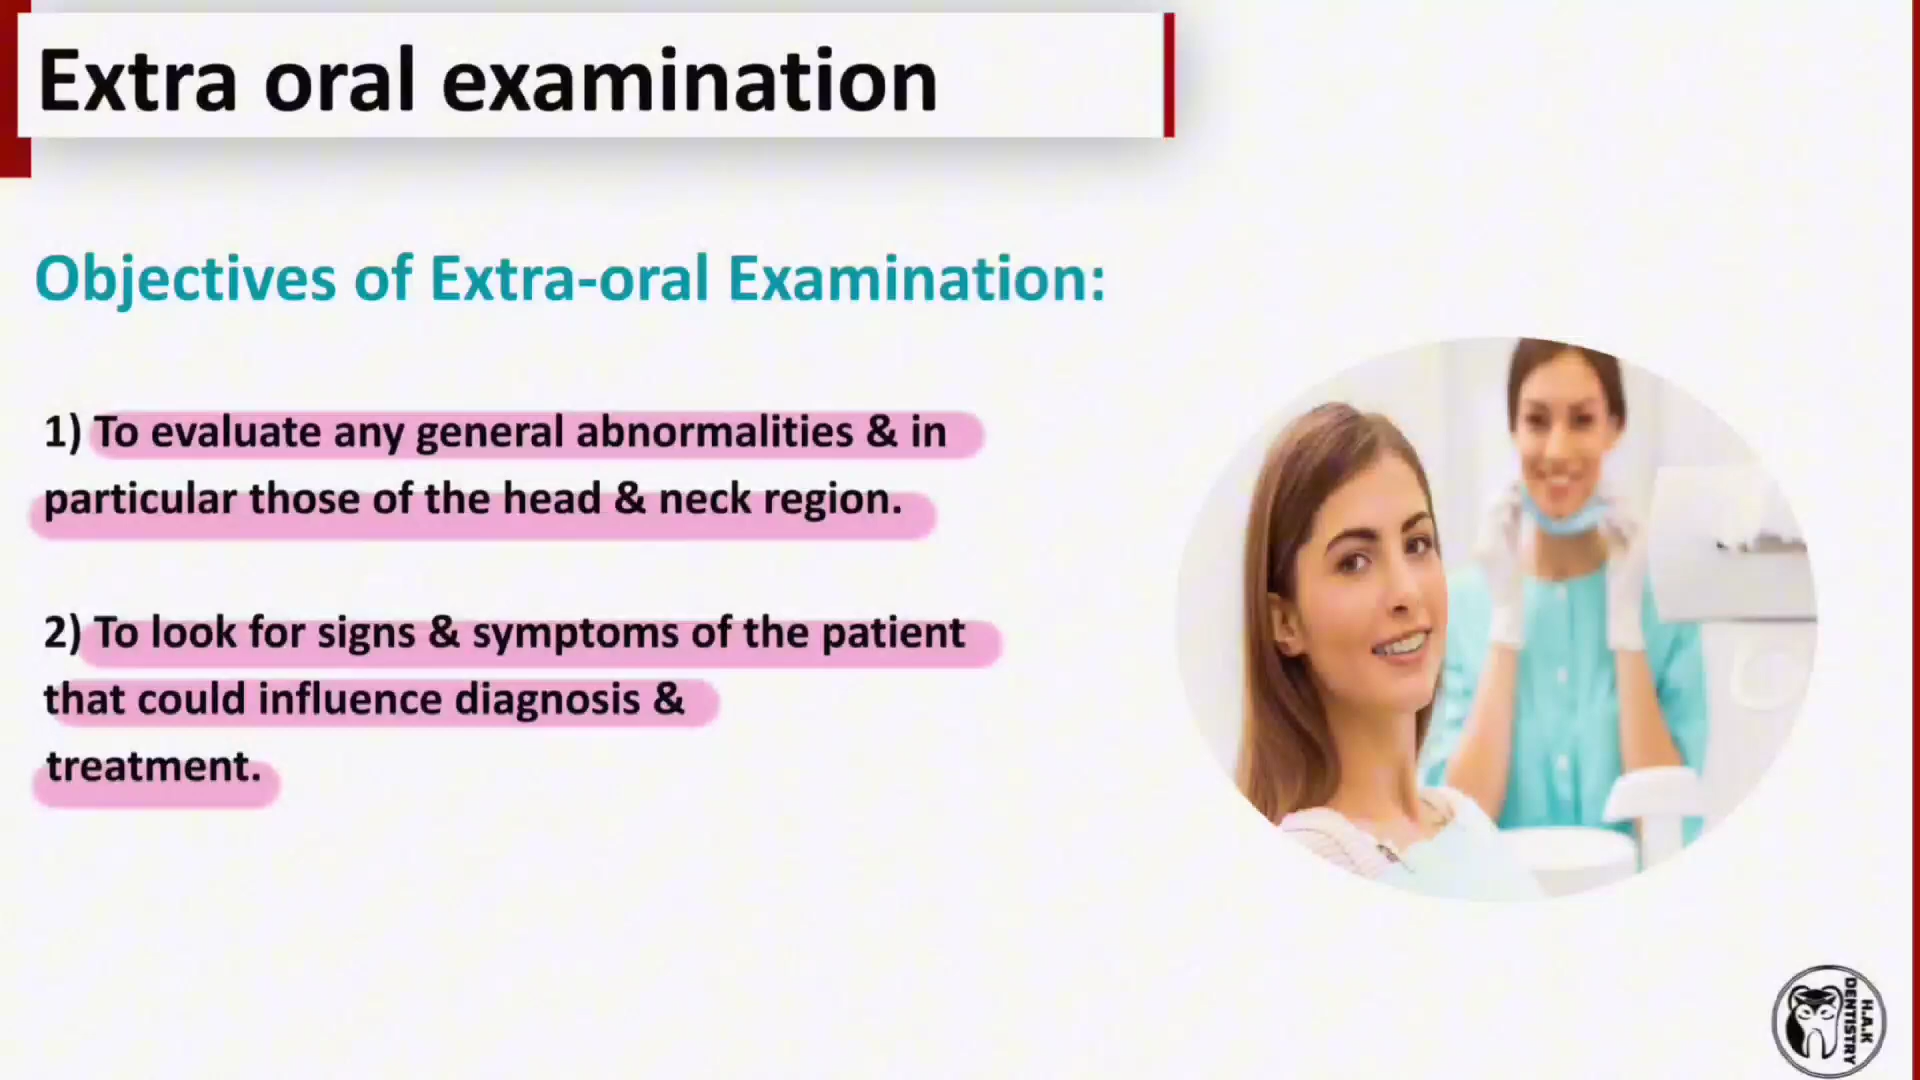 Extra oral examination
Objectives of Extra-oral Examination:
1) To evaluate any general abnormalities & in
particular those of the head & neck region.
2) To look for signs & symptoms of the patient
that could influence diagnosis &
treatment.
H.A.K
DENTISTRY